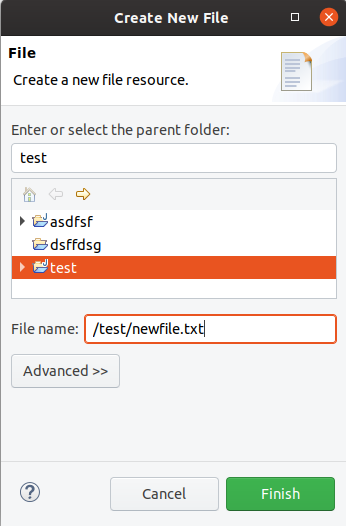 Create New File
File
Create a new file resource.
Enter or select the parent folder:
test
asdfsf
dsffdsg
test
File name: /test/newfile.txt
Advanced >>
? Cancel Finish